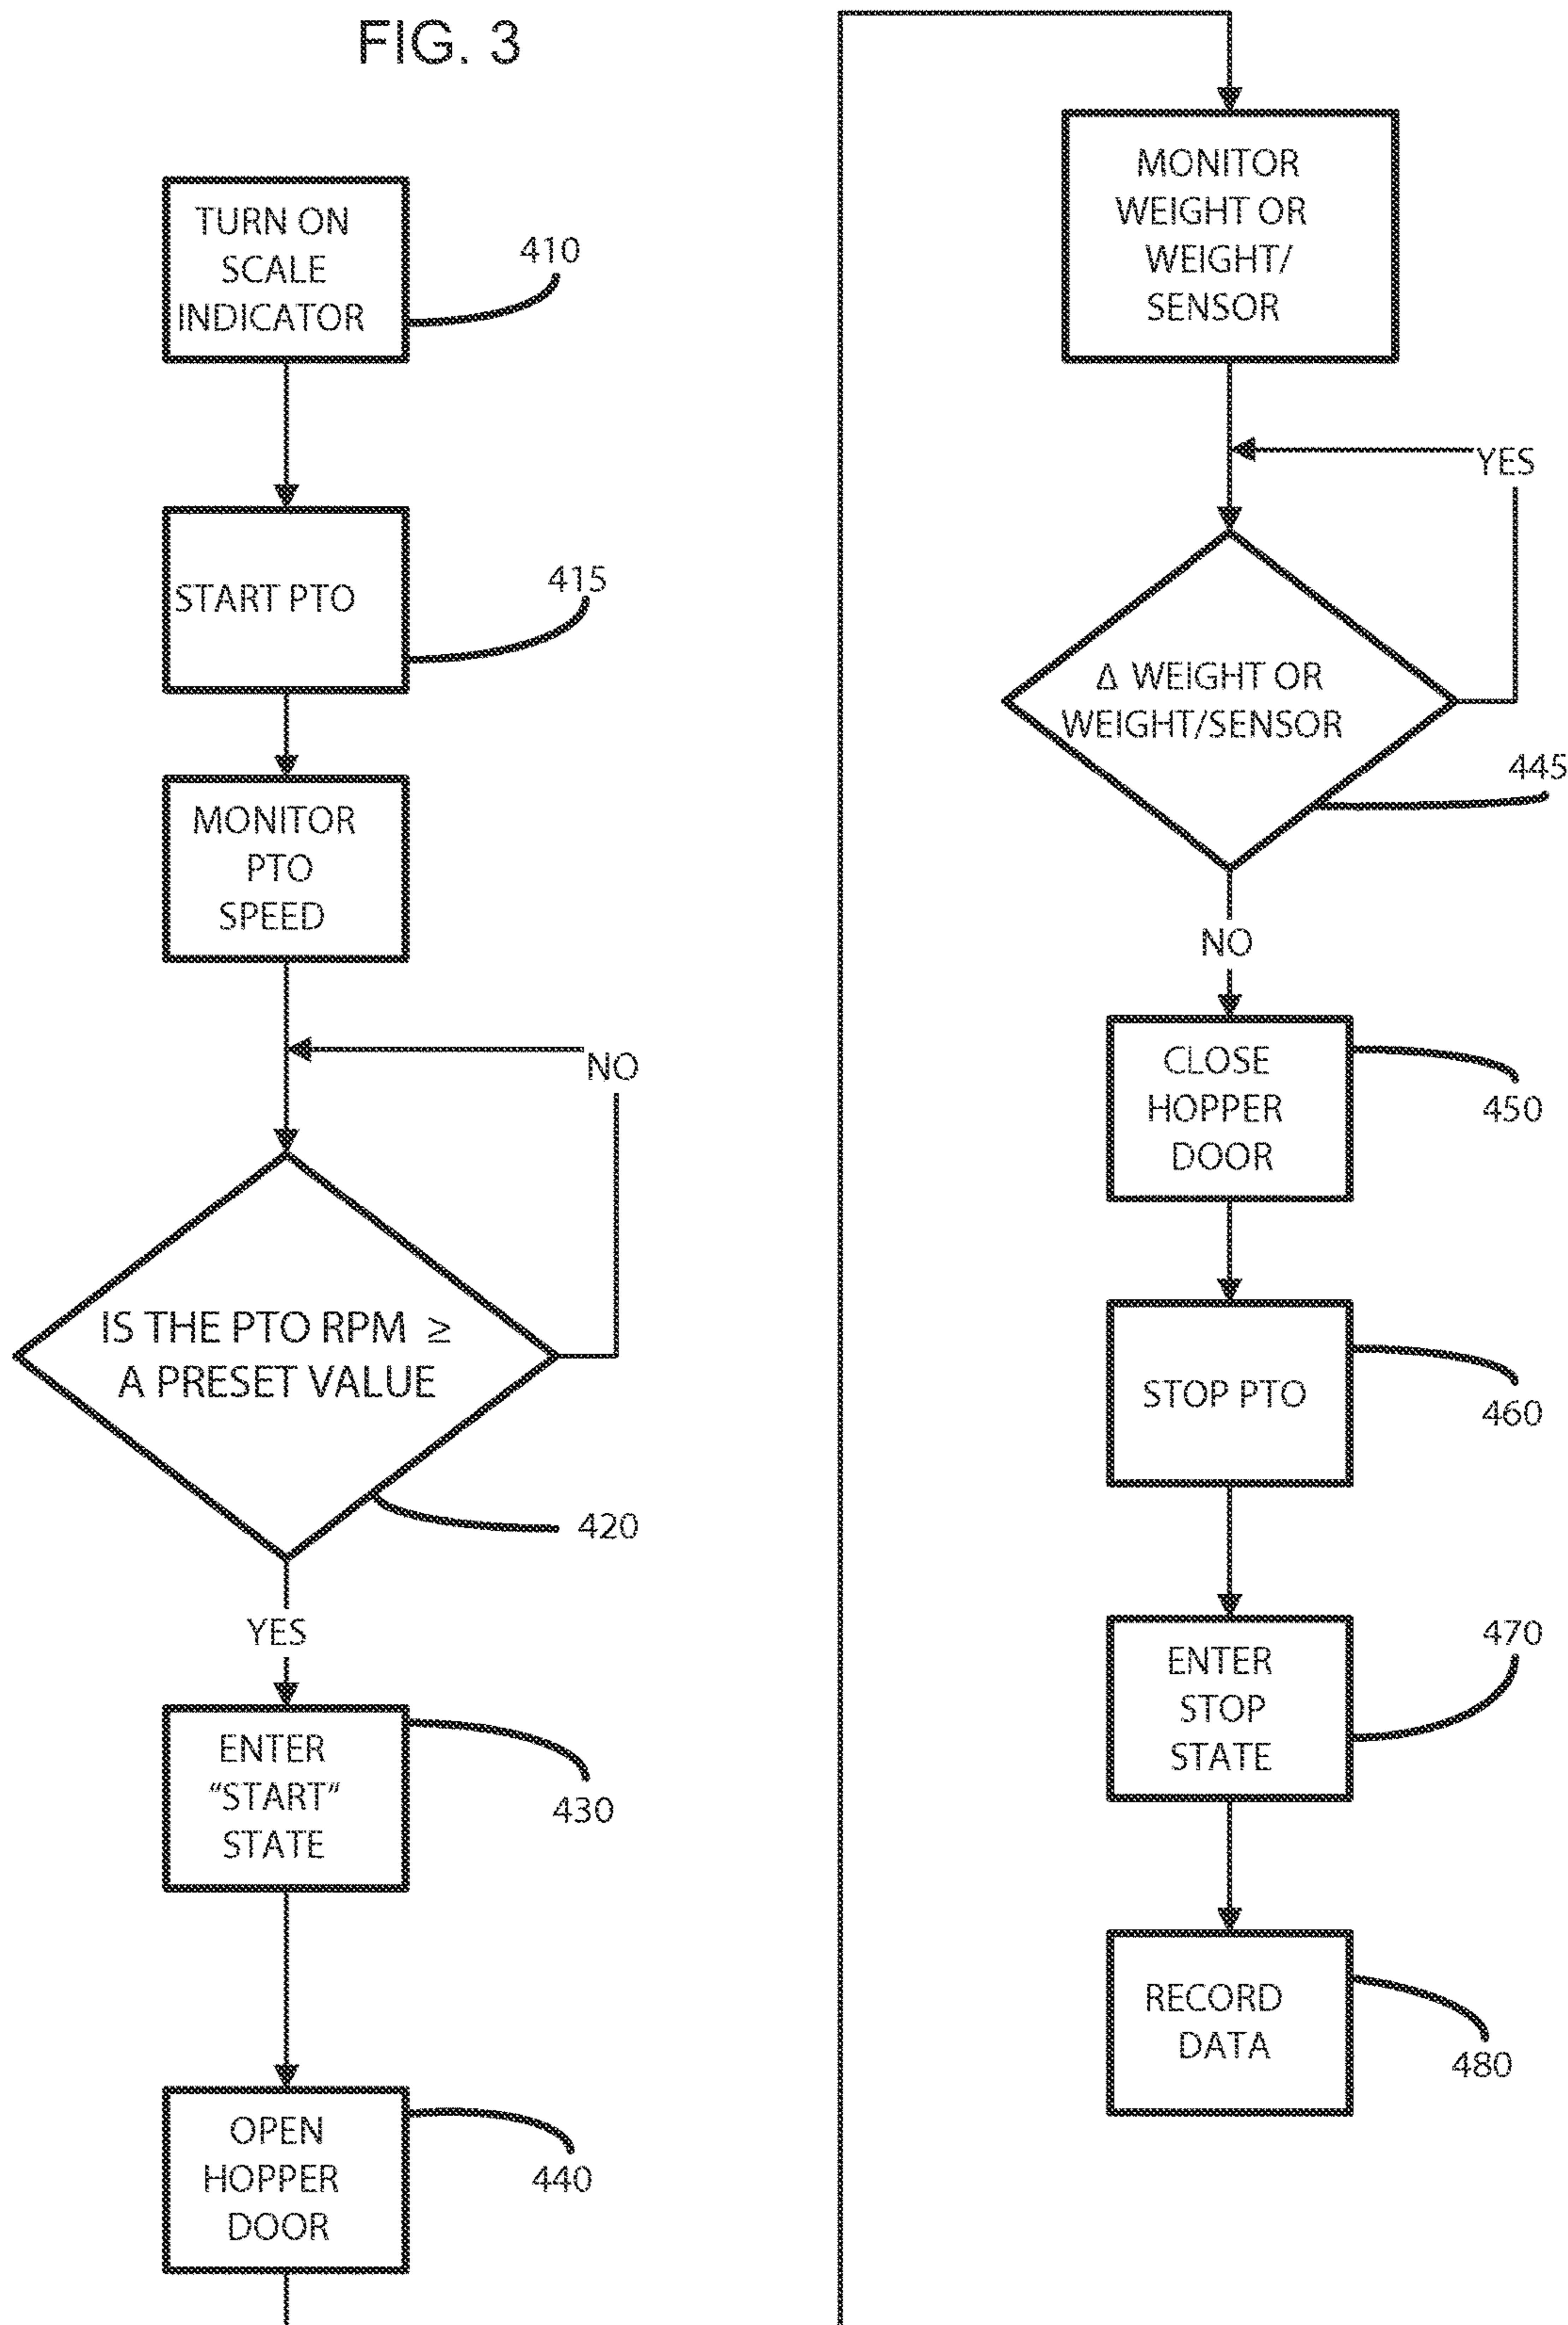 FIG. 3
TURN ON
SCALE
INDICATOR
410
START PTO
415
MONITOR
PTO
SPEED
NO
IS THE PTO RPM ≥
A PRESET VALUE
420
YES
ENTER
“START”
STATE
430
OPEN
HOPPER
DOOR
440
MONITOR
WEIGHT OR
WEIGHT/
SENSOR
YES
Δ WEIGHT OR
WEIGHT/SENSOR
445
NO
CLOSE
HOPPER
DOOR
450
STOP PTO
460
ENTER
STOP
STATE
470
RECORD
DATA
480